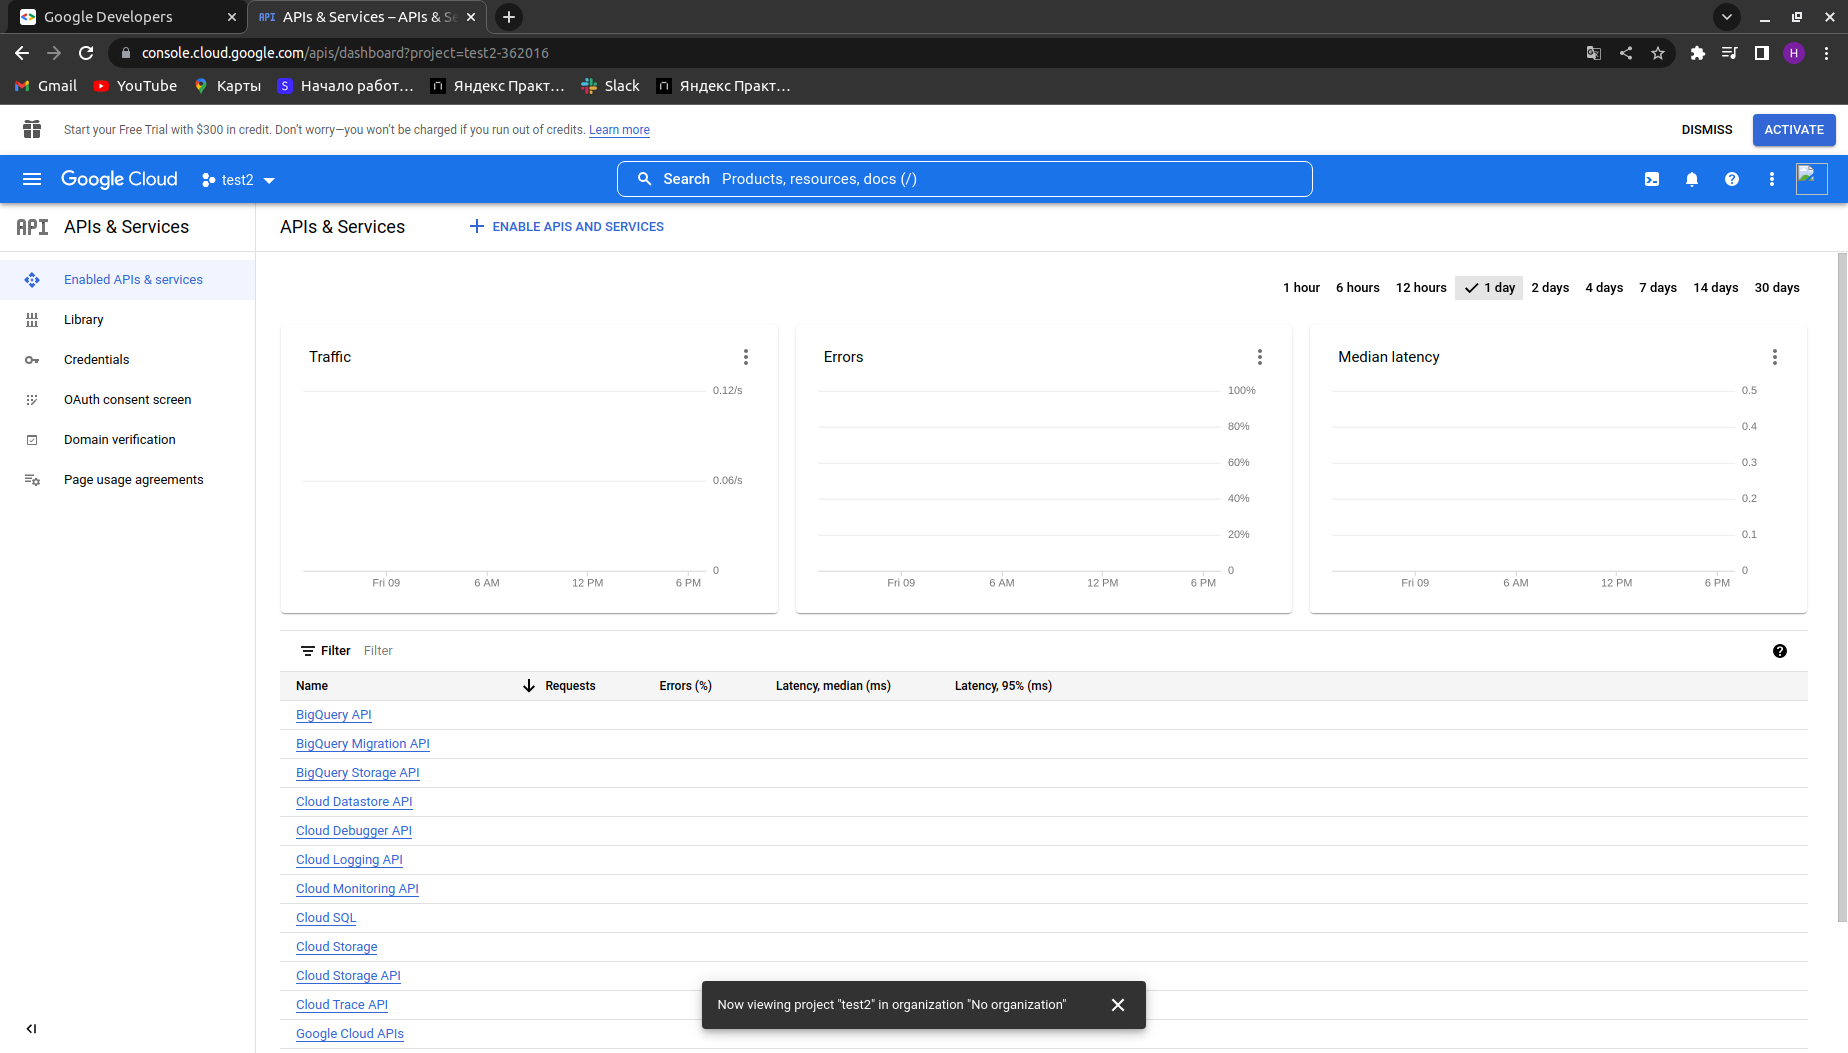 Google Developers
API APIs & Services – APIs & Se
console.cloud.google.com/apis/dashboard?project=test2-362016
H
Gmail
YouTube
Карты
S Начало работ…
Яндекс Практ…
Slack
Яндекс Практ…
Start your Free Trial with $300 in credit. Don't worry—you won't be charged if you run out of credits. Learn more
DISMISS
ACTIVATE
Google Cloud
test2
Search Products, resources, docs (/)
API APIs & Services
APIs & Services
ENABLE APIS AND SERVICES
Enabled APIs & services
Library
Credentials
OAuth consent screen
Domain verification
Page usage agreements
1 hour 6 hours 12 hours 1 day 2 days 4 days 7 days 14 days 30 days
Traffic
0.12/s
0.06/s
0
Fri 09 6 AM 12 PM 6 PM
Errors
100%
80%
60%
40%
20%
0
Fri 09 6 AM 12 PM 6 PM
Median latency
0.5
0.4
0.3
0.2
0.1
0
Fri 09 6 AM 12 PM 6 PM
Filter Filter
Name Requests Errors (%) Latency, median (ms) Latency, 95% (ms)
BigQuery API
BigQuery Migration API
BigQuery Storage API
Cloud Datastore API
Cloud Debugger API
Cloud Logging API
Cloud Monitoring API
Cloud SQL
Cloud Storage
Cloud Storage API
Cloud Trace API
Google Cloud APIs
Now viewing project "test2" in organization "No organization"